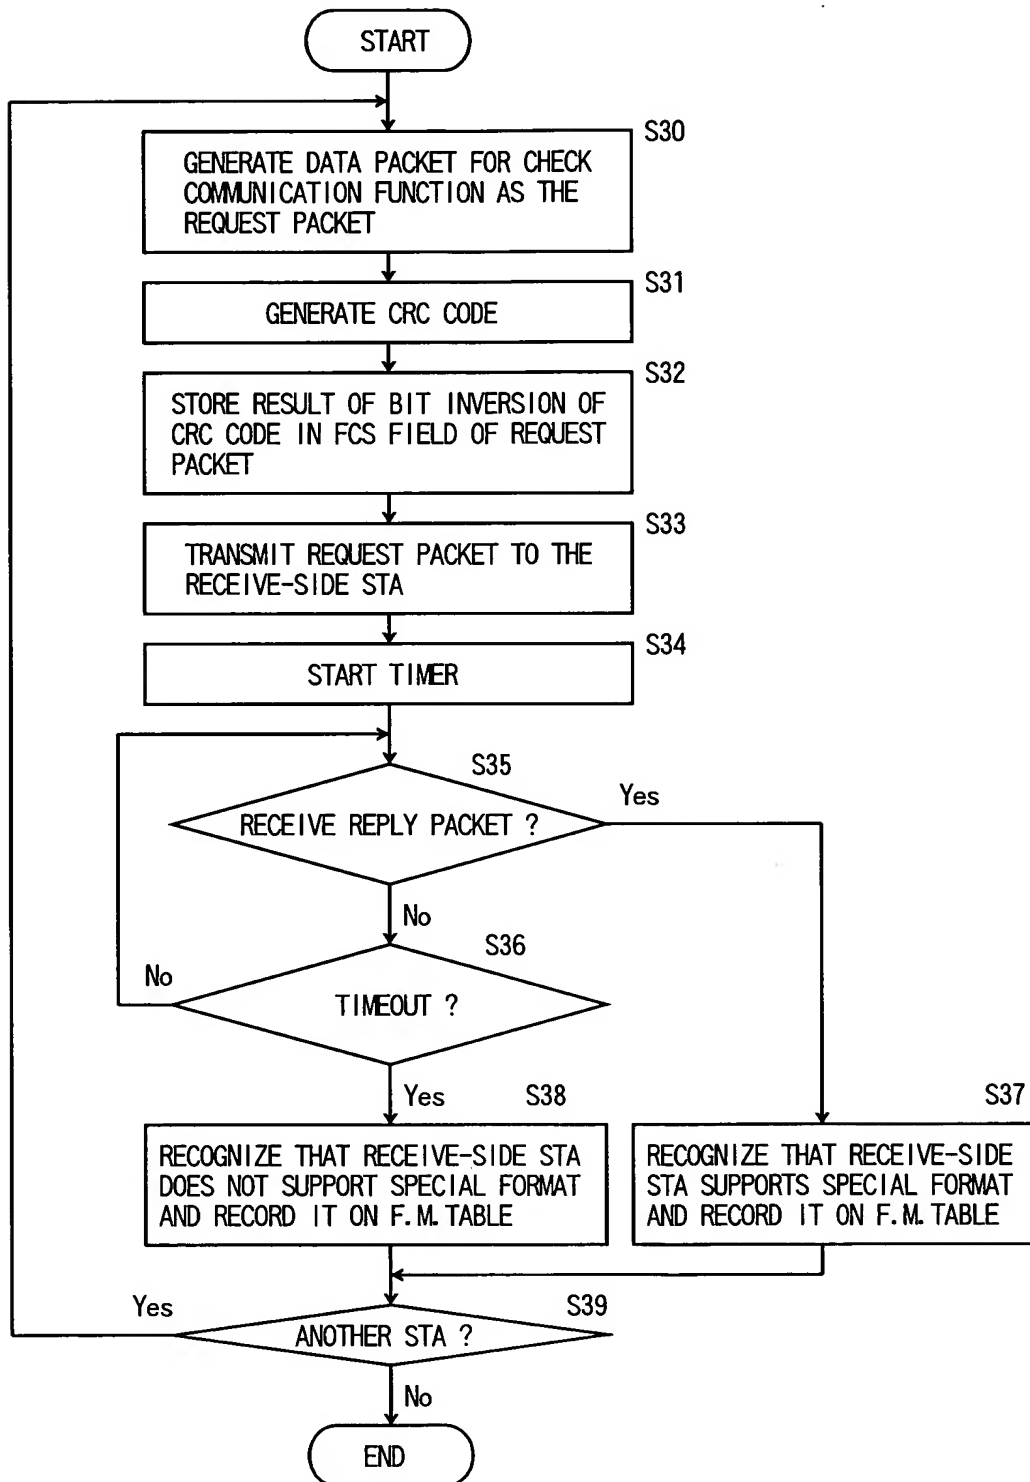 START
S30
GENERATE DATA PACKET FOR CHECK
COMMUNICATION FUNCTION AS THE
REQUEST PACKET
S31
GENERATE CRC CODE
S32
STORE RESULT OF BIT INVERSION OF
CRC CODE IN FCS FIELD OF REQUEST
PACKET
S33
TRANSMIT REQUEST PACKET TO THE
RECEIVE-SIDE STA
S34
START TIMER
S35
RECEIVE REPLY PACKET ?
Yes
No
S36
TIMEOUT ?
No
Yes
S38
RECOGNIZE THAT RECEIVE-SIDE STA
DOES NOT SUPPORT SPECIAL FORMAT
AND RECORD IT ON F.M.TABLE
S37
RECOGNIZE THAT RECEIVE-SIDE
STA SUPPORTS SPECIAL FORMAT
AND RECORD IT ON F.M.TABLE
Yes
S39
ANOTHER STA ?
No
END